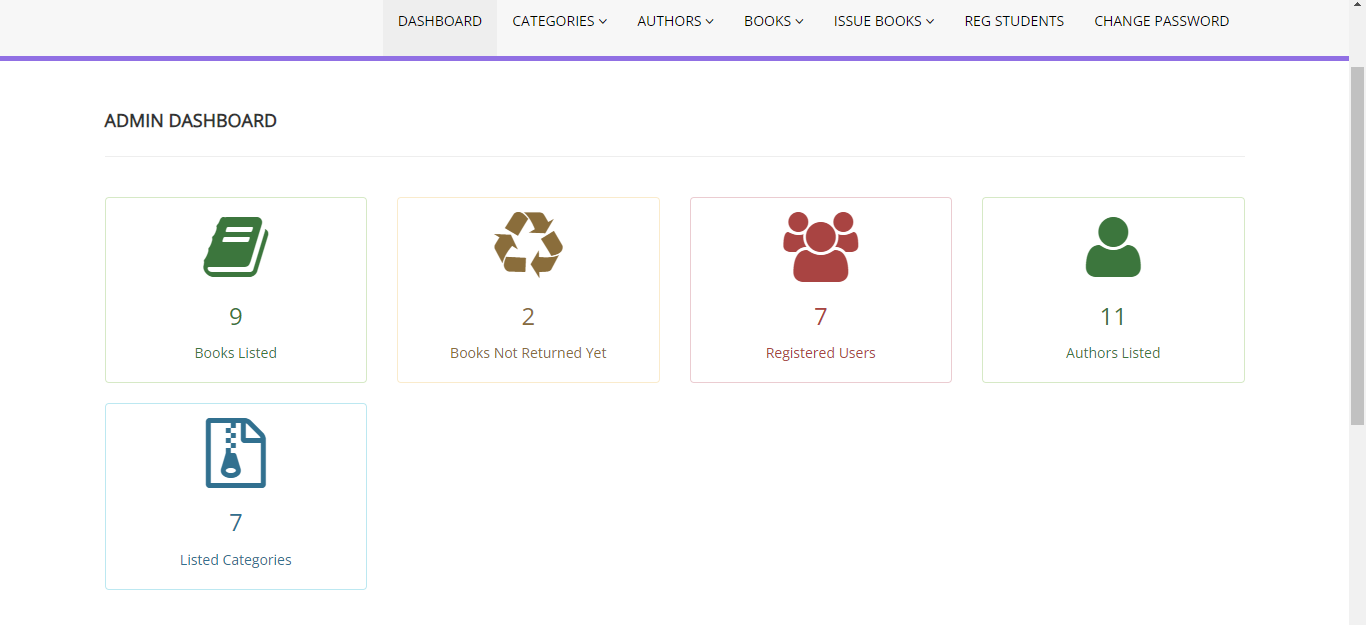 DASHBOARD CATEGORIES AUTHORS BOOKS ISSUE BOOKS REG STUDENTS CHANGE PASSWORD
ADMIN DASHBOARD
9
Books Listed
2
Books Not Returned Yet
7
Registered Users
11
Authors Listed
7
Listed Categories